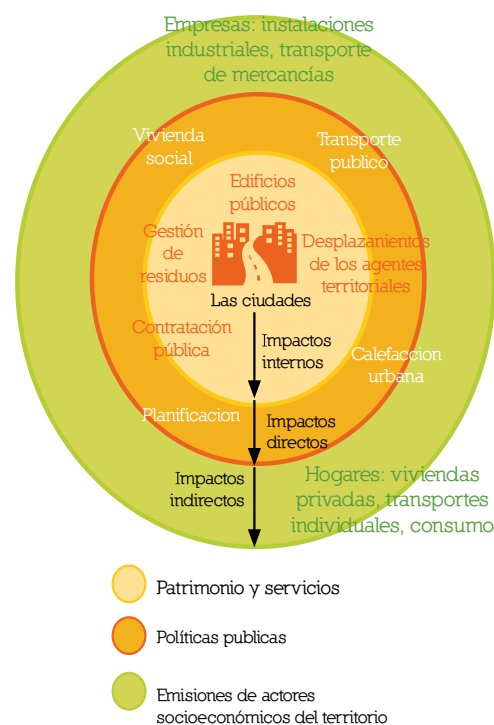 Empresas: instalaciones
industriales, transporte
de mercancías
Vivienda
social
Transporte
publico
Edificios
públicos
Gestión
de
residuos
Desplazanientos
de los agentes
territoriales
Las ciudades
Contratación
pública
Impactos
internos
Calefaccion
urbana
Planificacion
Impactos
directos
Impactos
indirectos
Hogares: viviendas
privadas, transportes
individuales, consumo
Patrimonio y servicios
Políticas publicas
Emisiones de actores
socioeconómicos del territorio